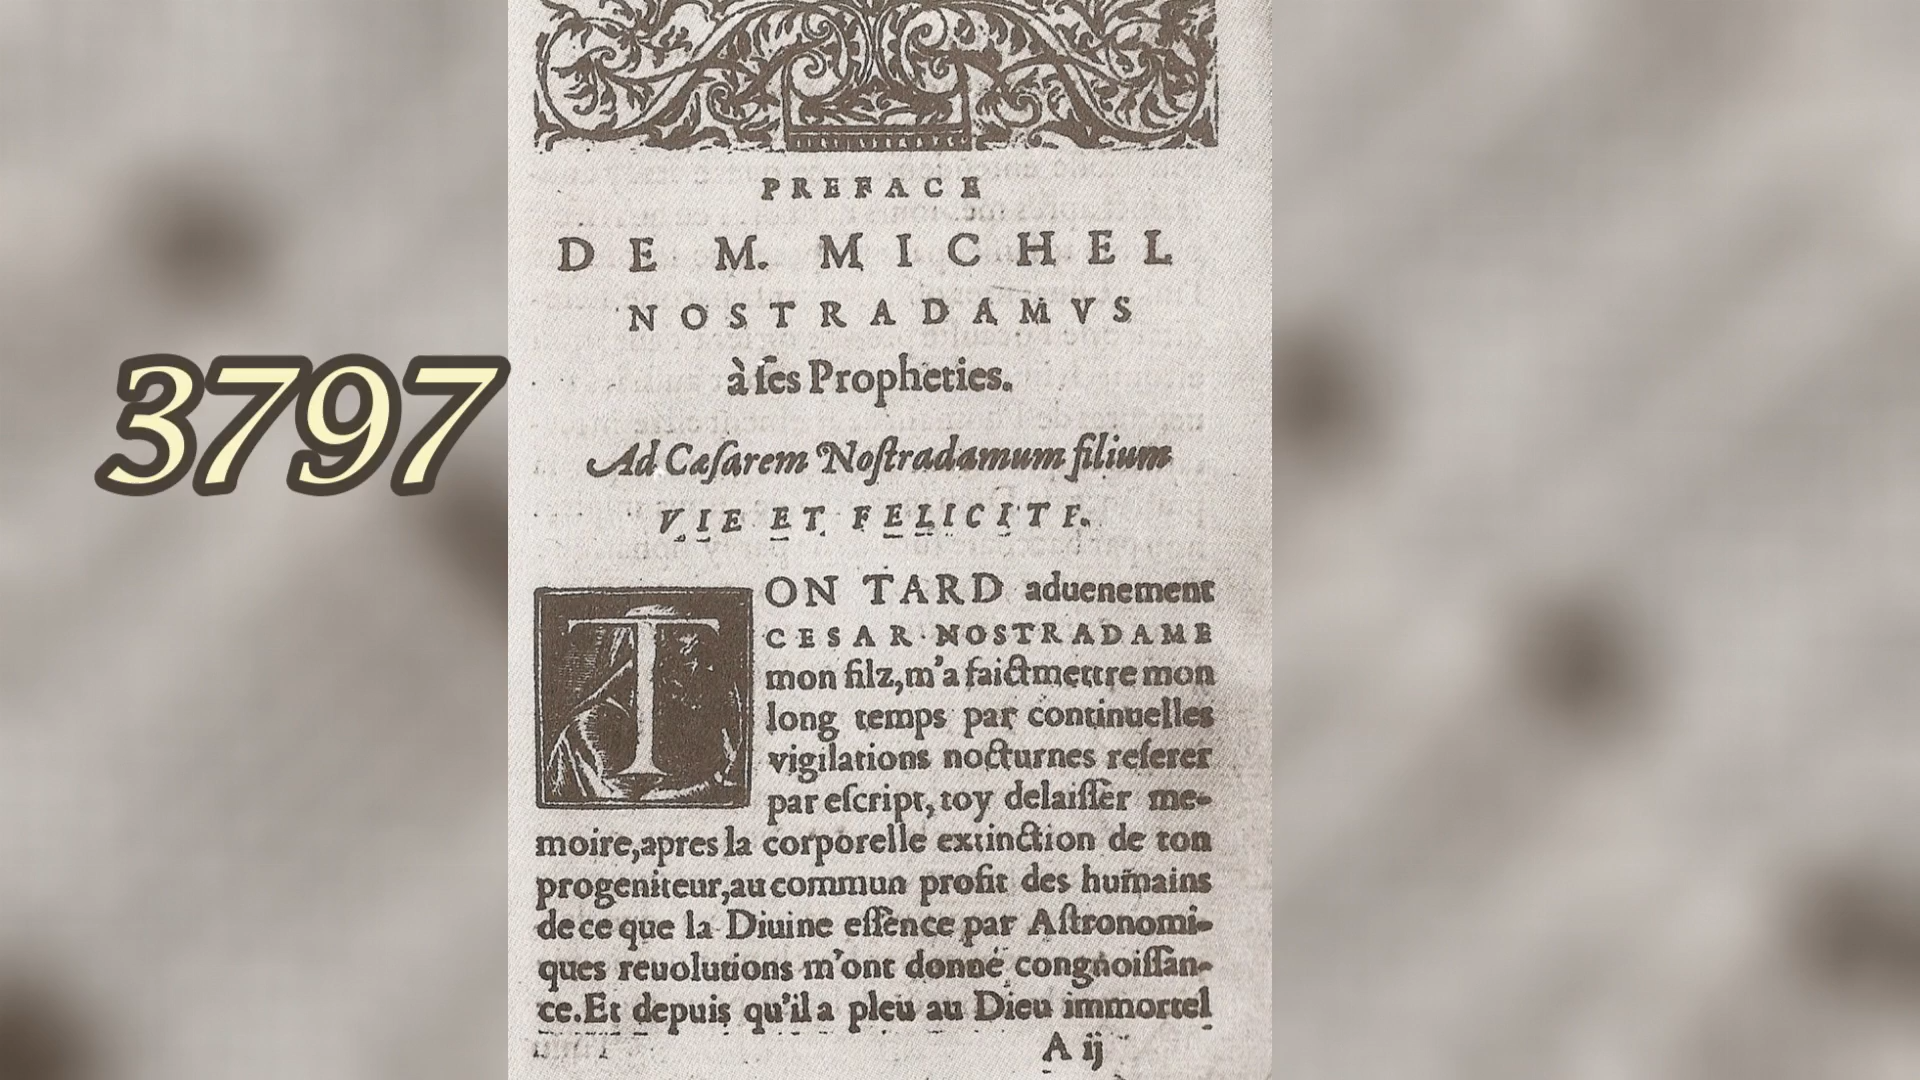 3797
PREFACE
DE M. MICHEL
NOSTRADAMVS
à ſes Propheties.
Ad Cæſarem Noſtradamum filium
VIE ET FELICITE.
TON TARD aduenement
CESAR NOSTRADAME
mon filz, m'a faict mettre mon
long temps par continuelles
vigilations nocturnes referer
par eſcript, toy delaiſſer me-
moire, apres la corporelle extinction de ton
progeniteur, au commun profit des humains
de ce que la Diuine eſſence par Aſtronomi-
ques reuolutions m'ont donné congnoiſſan-
ce. Et depuis qu'il a pleu au Dieu immortel
A ij